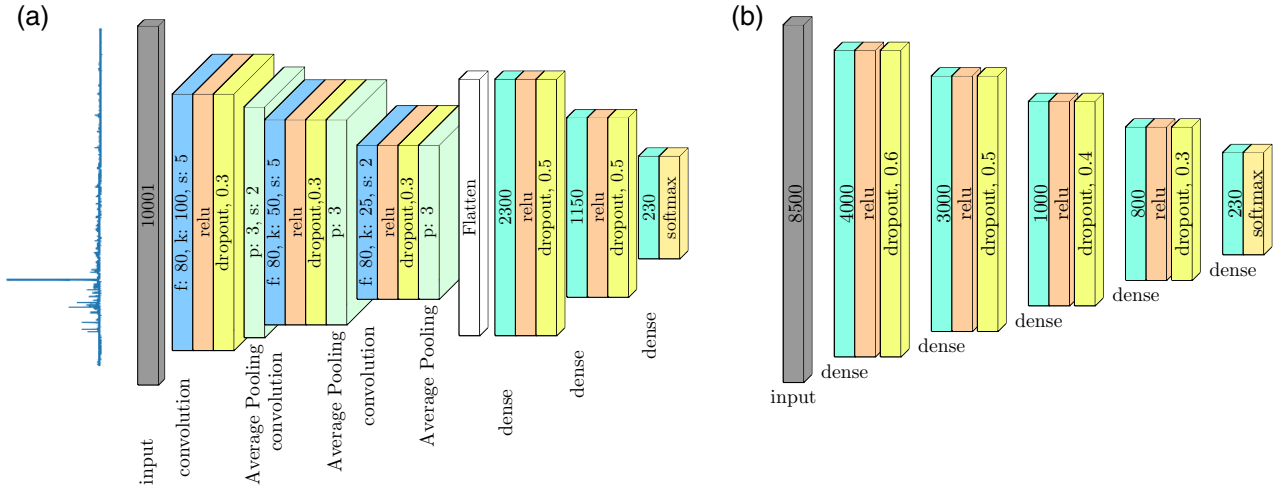 (a)
10001
f: 80, k: 100, s: 5
relu
dropout, 0.3
p: 3, s: 2
f: 80, k: 50, s: 5
relu
dropout,0.3
p: 3
f: 80, k: 25, s: 2
relu
dropout,0.3
p: 3
Flatten
2300
relu
dropout, 0.5
1150
relu
dropout, 0.5
230
softmax
input
convolution
Average Pooling
convolution
Average Pooling
convolution
Average Pooling
dense
dense
dense
(b)
8500
4000
relu
dropout, 0.6
3000
relu
dropout, 0.5
1000
relu
dropout, 0.4
800
relu
dropout, 0.3
230
softmax
input
dense
dense
dense
dense
dense